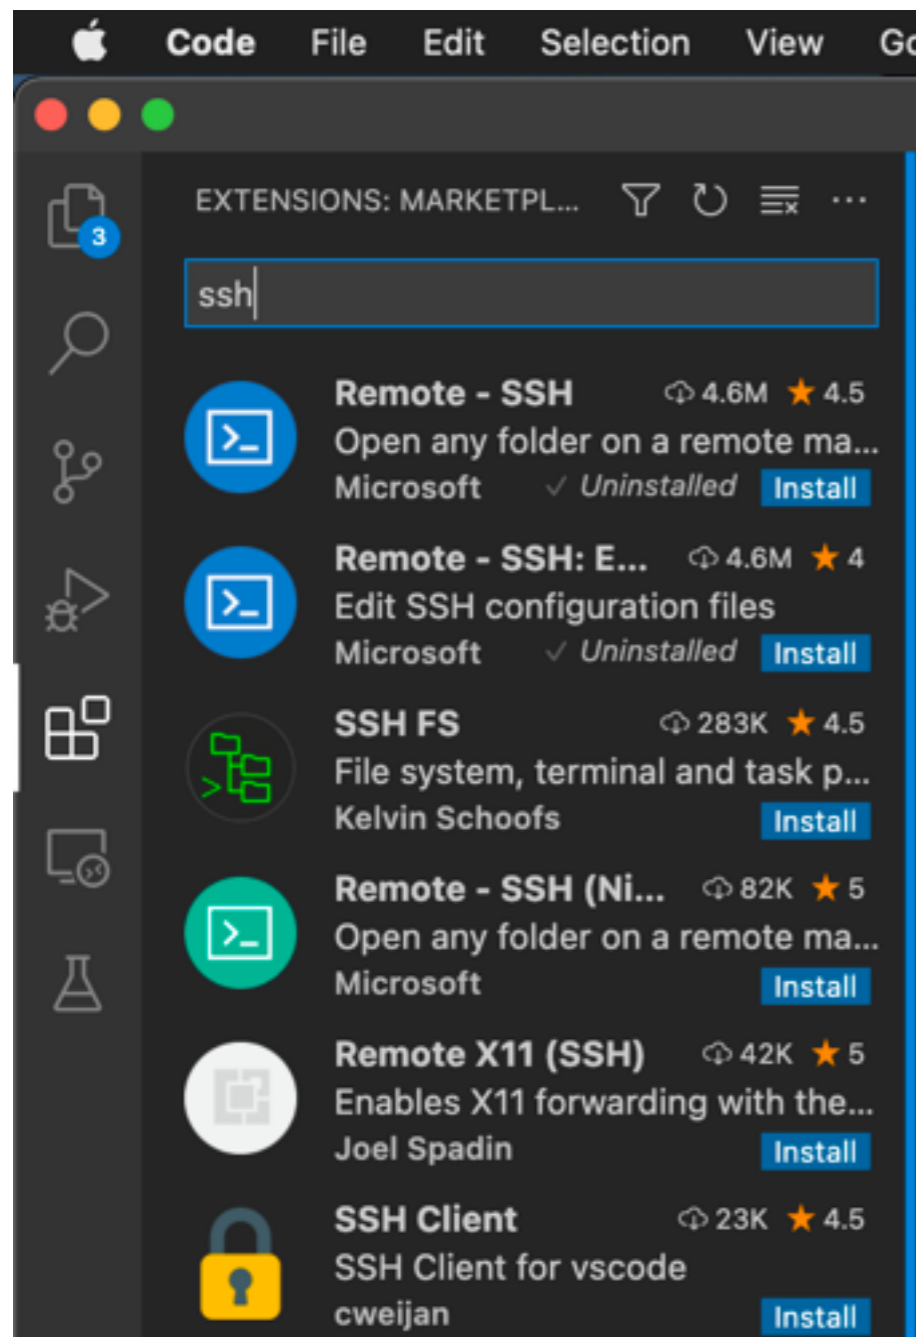 Code File Edit Selection View Go
EXTENSIONS: MARKETPL... ...
3
ssh
Remote - SSH 4.6M ★ 4.5
Open any folder on a remote ma...
Microsoft ✓ Uninstalled Install
Remote - SSH: E... 4.6M ★ 4
Edit SSH configuration files
Microsoft ✓ Uninstalled Install
SSH FS 283K ★ 4.5
File system, terminal and task p...
Kelvin Schoofs Install
Remote - SSH (Ni... 82K ★ 5
Open any folder on a remote ma...
Microsoft Install
Remote X11 (SSH) 42K ★ 5
Enables X11 forwarding with the...
Joel Spadin Install
SSH Client 23K ★ 4.5
SSH Client for vscode
cweijan Install